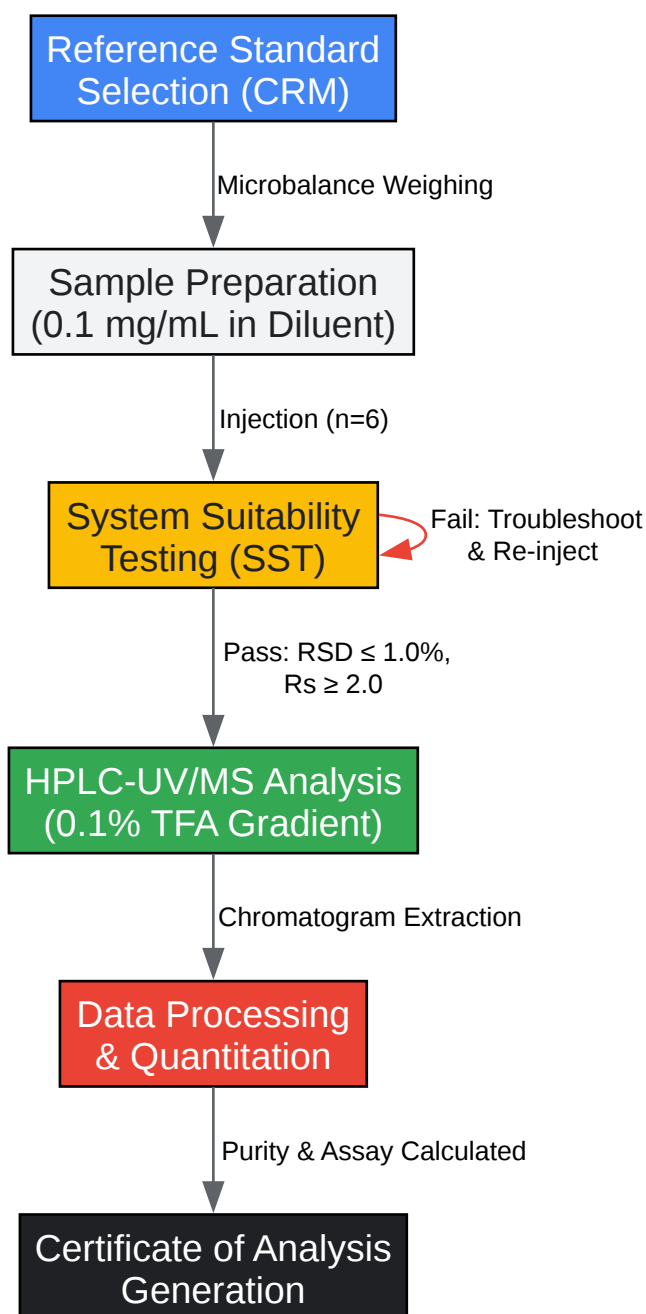 Reference Standard
Selection (CRM)
Microbalance Weighing
Sample Preparation
(0.1 mg/mL in Diluent)
Injection (n=6)
System Suitability
Testing (SST)
Fail: Troubleshoot
& Re-inject
Pass: RSD ≤ 1.0%,
Rs ≥ 2.0
HPLC-UV/MS Analysis
(0.1% TFA Gradient)
Chromatogram Extraction
Data Processing
& Quantitation
Purity & Assay Calculated
Certificate of Analysis
Generation